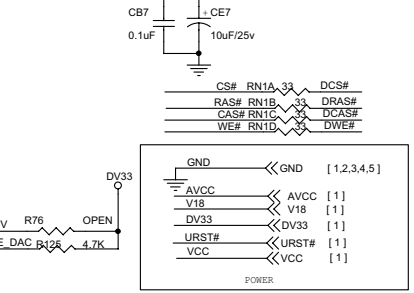 CB7
+ CE7
0.1uF
10uF/25v
CS# RN1A 33 DCS#
RAS# RN1B 33 DRAS#
CAS# RN1C 33 DCAS#
WE# RN1D 33 DWE#
DV33
GND GND [ 1,2,3,4,5 ]
AVCC AVCC [ 1 ]
V18 V18 [ 1 ]
DV33 DV33 [ 1 ]
URST# URST# [ 1 ]
VCC VCC [ 1 ]
POWER
V R76 OPEN
E_DAC R125 4.7K